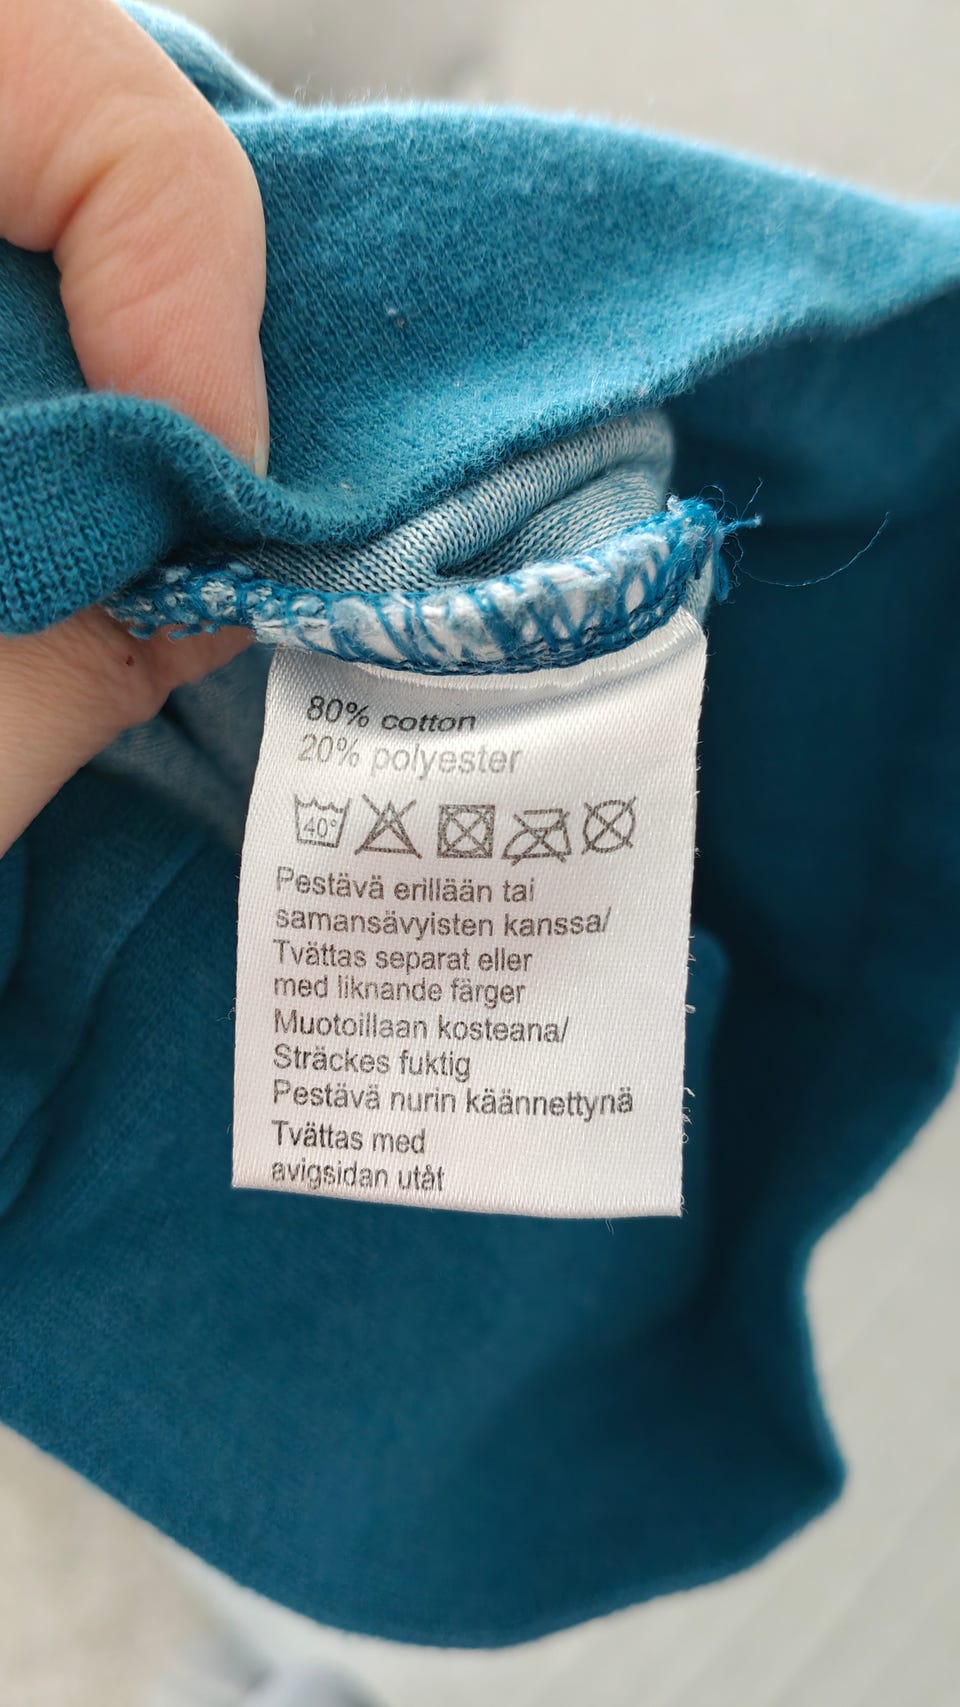 80% cotton
20% polyester
40°
Pestävä erillään tai
samansävyisten kanssa/
Tvättas separat eller
med liknande färger
Muotoillaan kosteana/
Sträckes fuktig
Pestävä nurin käännettynä
Tvättas med
avigsidan utåt